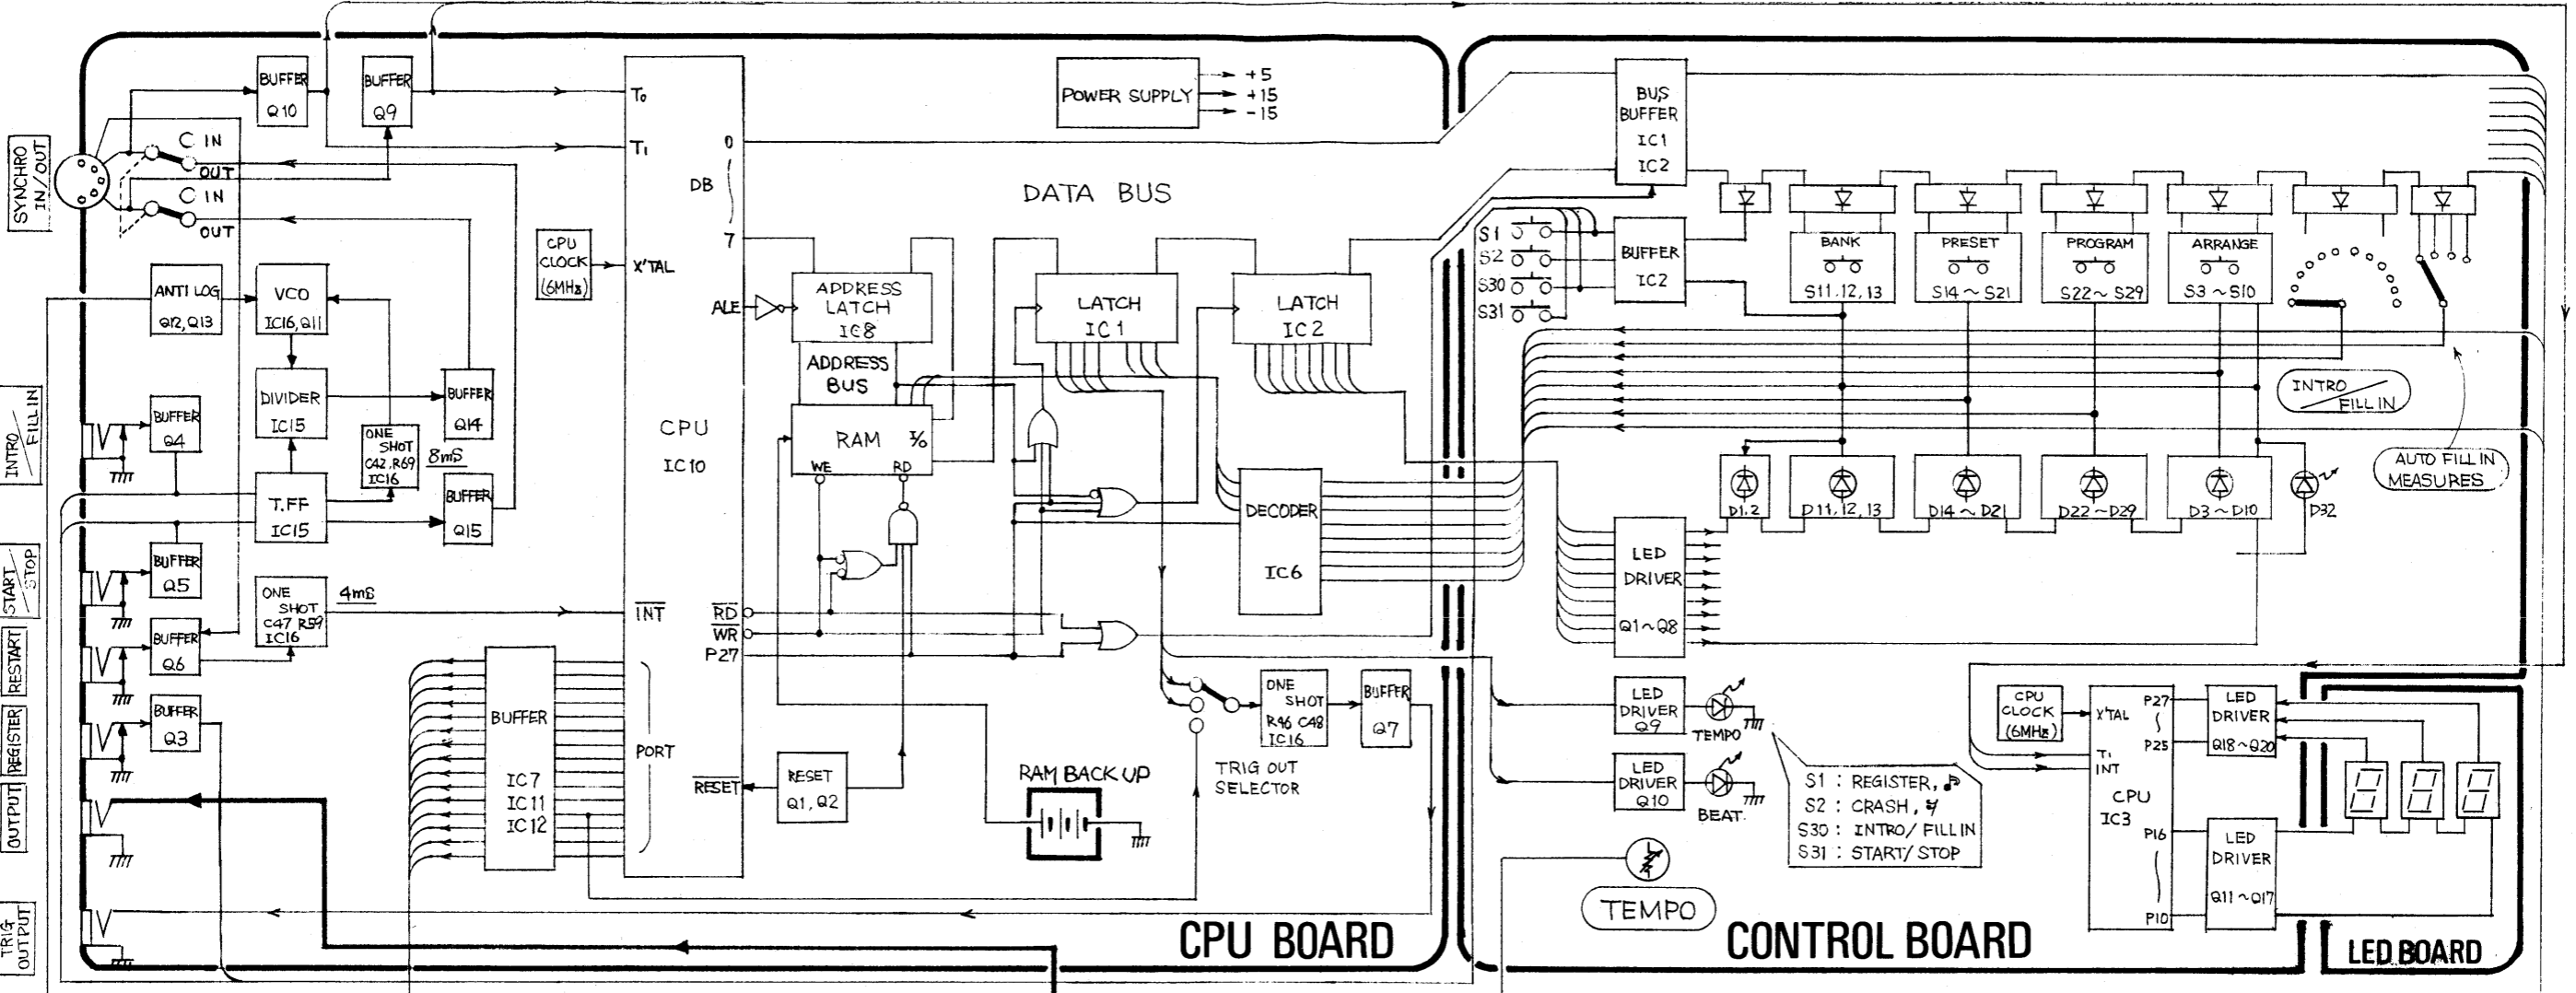 SYNCHRO
IN/OUT
INTRO/
FILL IN
START/
STOP
RESTART
REGISTER
OUTPUT
TRIG
OUTPUT
BUFFER
Q10
BUFFER
Q9
IN
OUT
IN
OUT
ANTI LOG
Q12, Q13
VCO
IC16, Q11
DIVIDER
IC15
BUFFER
Q14
BUFFER
Q4
ONE
SHOT
C42, R69
IC16
8mS
T.FF
IC15
BUFFER
Q15
BUFFER
Q5
ONE
SHOT
C47 R59
IC16
4mS
BUFFER
Q6
BUFFER
Q3
CPU
CLOCK
(6MHz)
T0
T1
X'TAL
INT
0
DB
7
ALE
CPU
IC10
RD
WR
P27
PORT
RESET
BUFFER
IC7
IC11
IC12
POWER SUPPLY
+5
+15
-15
DATA BUS
ADDRESS
LATCH
IC8
ADDRESS
BUS
RAM
I/O
WE
RD
LATCH
IC1
LATCH
IC2
DECODER
IC6
RESET
Q1, Q2
RAM BACK UP
TRIG OUT
SELECTOR
ONE
SHOT
R46 C48
IC16
BUFFER
Q7
CPU BOARD
BUS
BUFFER
IC1
IC2
S1
S2
S30
S31
BUFFER
IC2
BANK
S11, 12, 13
PRESET
S14 ~ S21
PROGRAM
S22 ~ S29
ARRANGE
S3 ~ S10
INTRO/
FILL IN
AUTO FILL IN
MEASURES
D1, 2
D11, 12, 13
D14 ~ D21
D22 ~ D29
D3 ~ D10
D32
LED
DRIVER
Q1 ~ Q8
LED
DRIVER
Q9
TEMPO
LED
DRIVER
Q10
BEAT.
S1 : REGISTER, ♪
S2 : CRASH,
S30 : INTRO/ FILL IN
S31 : START/ STOP
TEMPO
CONTROL BOARD
CPU
CLOCK
(6MHz)
X'TAL
T1
INT
CPU
IC3
P27
P25
P16
P10
LED
DRIVER
Q18 ~ Q20
LED
DRIVER
Q11 ~ Q17
LED BOARD